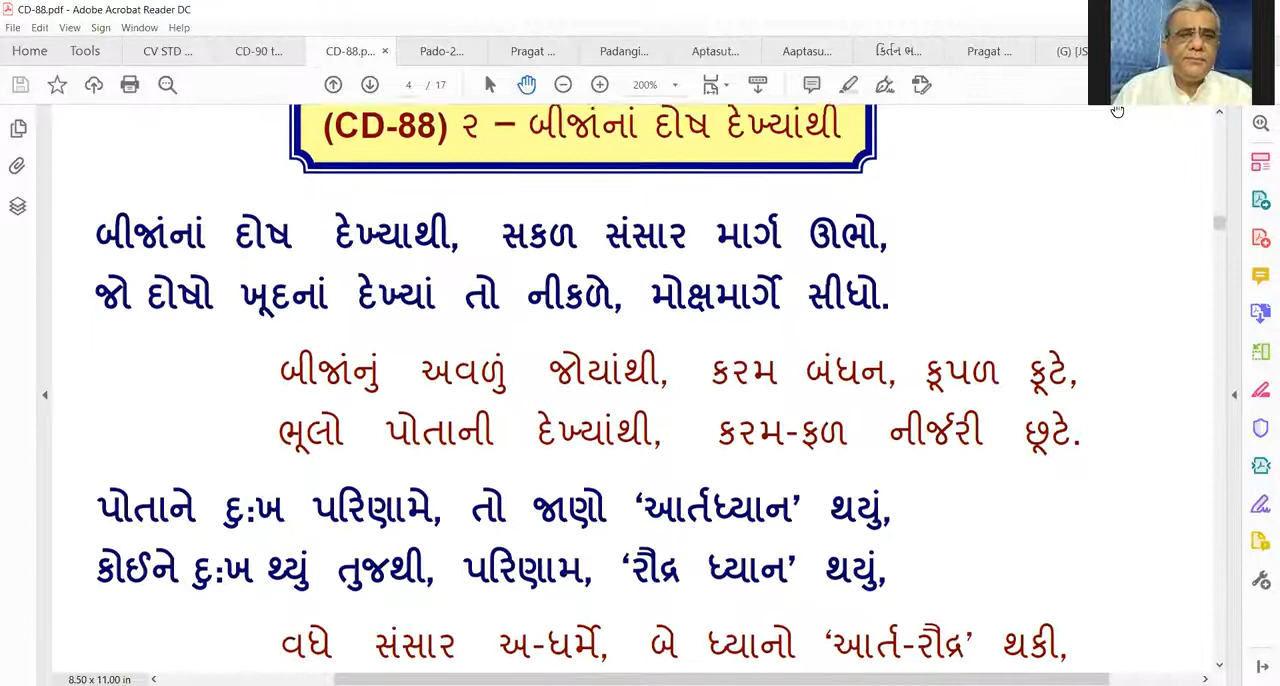 CD-88.pdf - Adobe Acrobat Reader DC
File Edit View Sign Window Help
Home Tools CV STD ... CD-90 t... CD-88.p... × Pado-2... Pragat ... Padangi... Aptasut... Aaptasu... કિર્તન ભ... Pragat ... (G) [JS
4 / 17 200%
(CD-88) ૨ – બીજાંનાં દોષ દેખ્યાંથી
બીજાંનાં દોષ દેખ્યાથી, સકળ સંસાર માર્ગ ઊભો,
જો દોષો ખૂદનાં દેખ્યાં તો નીકળે, મોક્ષમાર્ગે સીધો.
બીજાંનું અવળું જોયાંથી, કરમ બંધન, કૂપળ ફૂટે,
ભૂલો પોતાની દેખ્યાંથી, કરમ-ફળ નીર્જરી છૂટે.
પોતાને દુ:ખ પરિણામે, તો જાણો ‘આર્તધ્યાન’ થયું,
કોઈને દુ:ખ થ્યું તુજથી, પરિણામ, ‘રૌદ્ર ધ્યાન’ થયું,
વધે સંસાર અ-ધર્મે, બે ધ્યાનો ‘આર્ત-રૌદ્ર’ થકી,
8.50 x 11.00 in